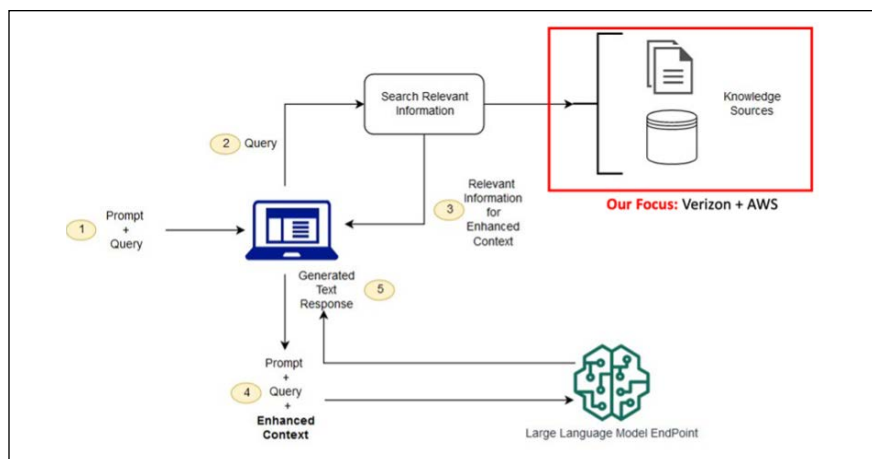 Search Relevant
Information
Knowledge
Sources
2 Query
Our Focus: Verizon + AWS
Relevant
Information
for
Enhanced
Context
3
1
Prompt
+
Query
Generated
Text
Response
5
Prompt
+
Query
+
Enhanced
Context
4
Large Language Model EndPoint